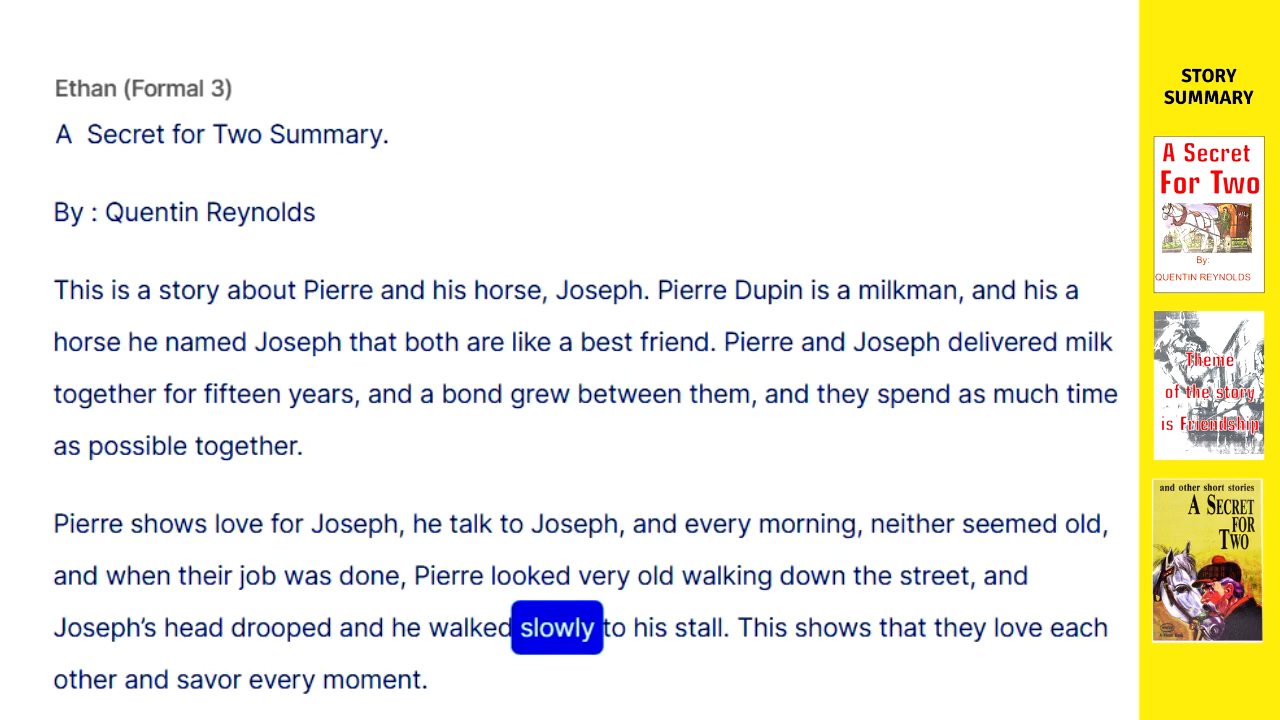 Ethan (Formal 3)
A Secret for Two Summary.
By : Quentin Reynolds
This is a story about Pierre and his horse, Joseph. Pierre Dupin is a milkman, and his a
horse he named Joseph that both are like a best friend. Pierre and Joseph delivered milk
together for fifteen years, and a bond grew between them, and they spend as much time
as possible together.
Pierre shows love for Joseph, he talk to Joseph, and every morning, neither seemed old,
and when their job was done, Pierre looked very old walking down the street, and
Joseph's head drooped and he walked slowly to his stall. This shows that they love each
other and savor every moment.
STORY
SUMMARY
A Secret
For Two
By:
QUENTIN REYNOLDS
Theme
of the story
is Friendship
and other short stories
A SECRET
FOR
TWO